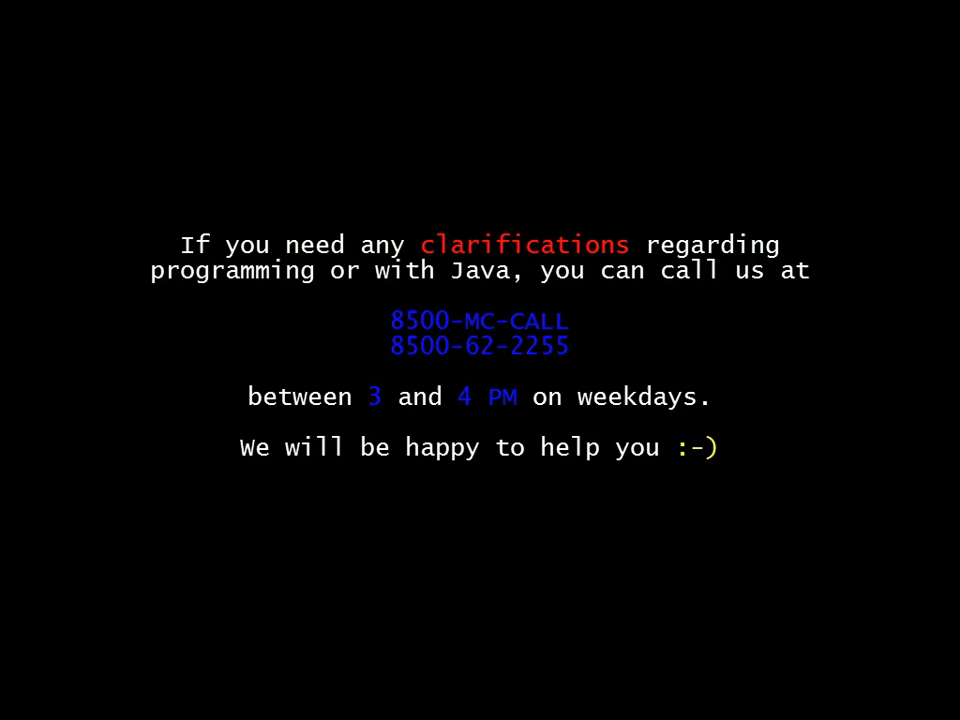 If you need any clarifications regarding
programming or with Java, you can call us at
8500-MC-CALL
8500-62-2255
between 3 and 4 PM on weekdays.
We will be happy to help you :-)